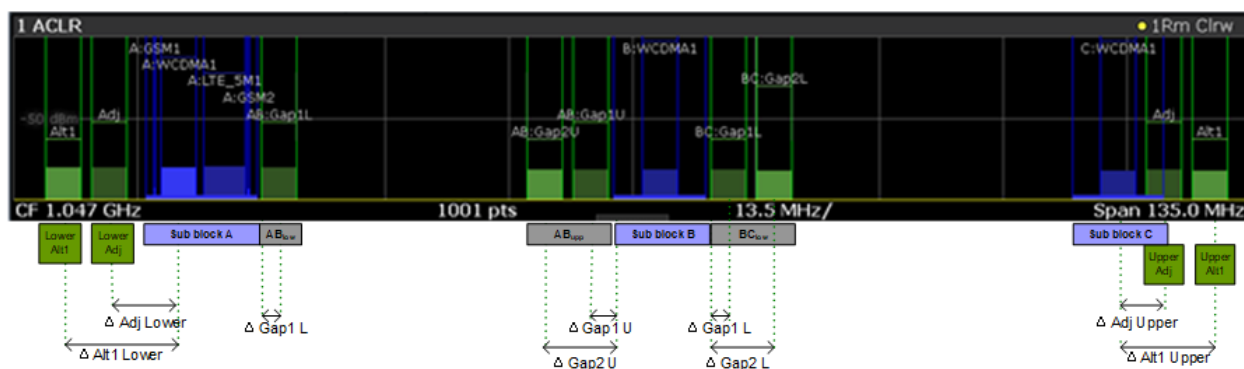 1 ACLR
1Rm Clrw
A:GSM1
B:WCDMA1
C:WCDMA1
A:WCDMA1
A:LTE_5M1
BC:Gap2L
A:GSM2
-50 dBm
Adj
AB:Gap1L
AB:Gap1U
Adj
Alt1
AB:Gap2U
BC:Gap1L
Alt1
CF 1.047 GHz
1001 pts
13.5 MHz/
Span 135.0 MHz
Lower Alt1
Lower Adj
Sub block A
ABlow
ABupp
Sub block B
BClow
Sub block C
Upper Adj
Upper Alt1
Δ Adj Lower
Δ Gap1 L
Δ Gap1 U
Δ Gap1 L
Δ Adj Upper
Δ Alt1 Lower
Δ Gap2 U
Δ Gap2 L
Δ Alt1 Upper